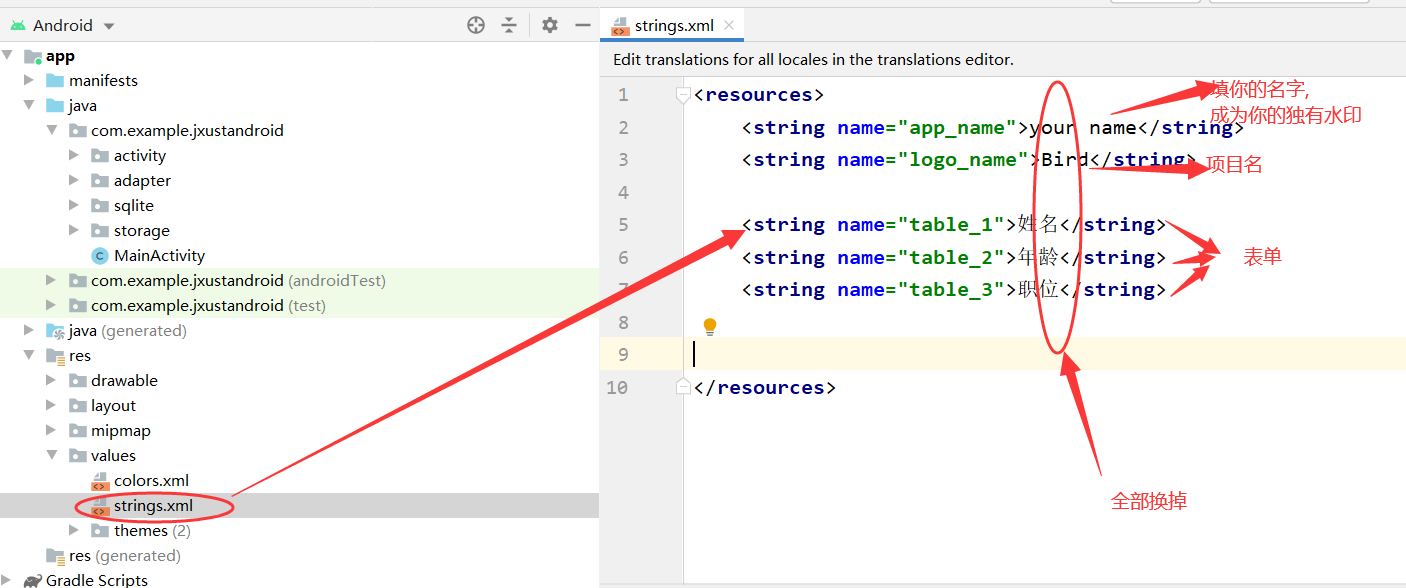 Android
app
manifests
java
com.example.jxustandroid
activity
adapter
sqlite
storage
C MainActivity
com.example.jxustandroid (androidTest)
com.example.jxustandroid (test)
java (generated)
res
drawable
layout
mipmap
values
colors.xml
strings.xml
themes (2)
res (generated)
Gradle Scripts
strings.xml
Edit translations for all locales in the translations editor.
1 <resources>
2 <string name="app_name">your name</string>
3 <string name="logo_name">Bird</string>
4
5 <string name="table_1">姓名</string>
6 <string name="table_2">年龄</string>
7 <string name="table_3">职位</string>
8
9
10 </resources>
填你的名字,
成为你的独有水印
项目名
表单
全部换掉